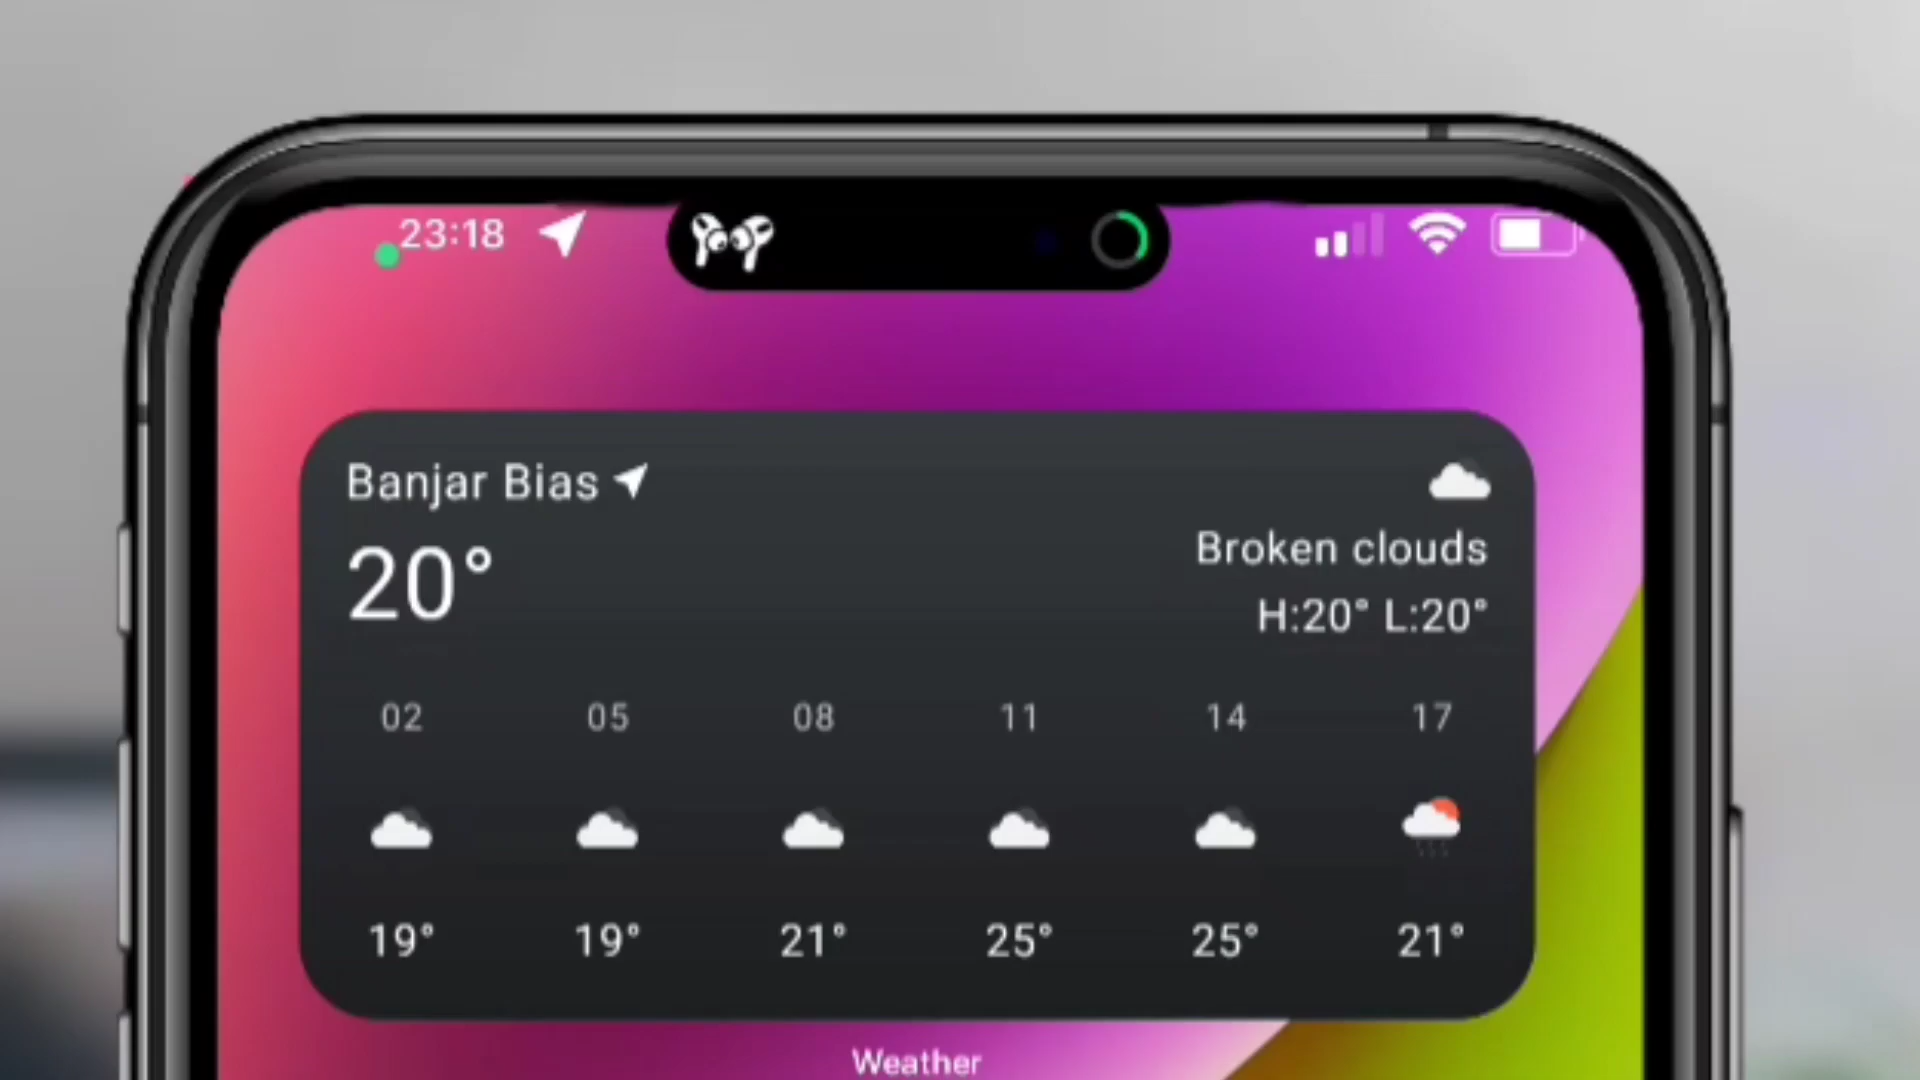 23:18
Banjar Bias
20°
Broken clouds
H:20° L:20°
02 05 08 11 14 17
19° 19° 21° 25° 25° 21°
Weather